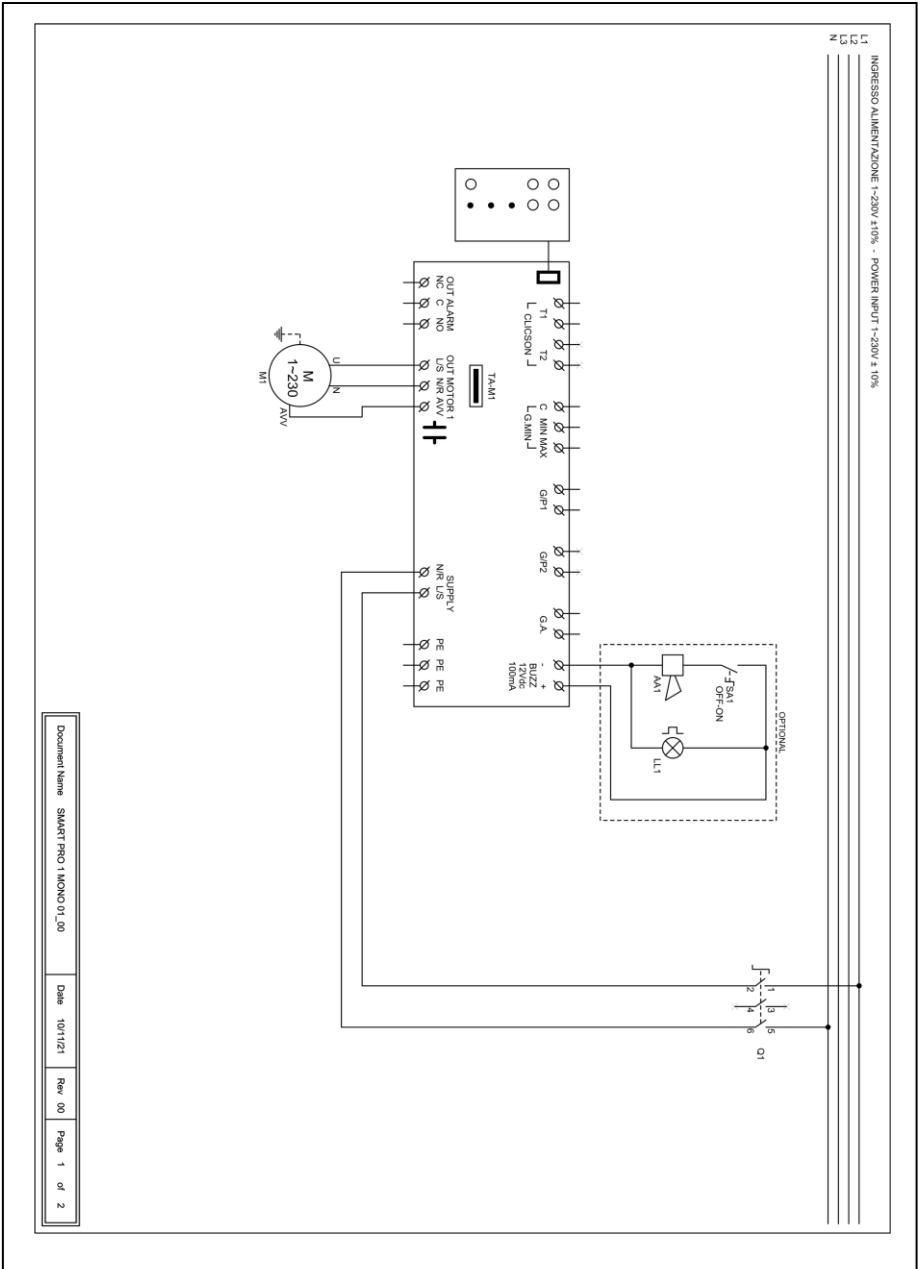 L1 INGRESSO ALIMENTAZIONE 1~230V ±10% - POWER INPUT 1~230V ± 10%
L2
L3
N
1 3 5
2 4 6
Q1
OPTIONAL
SA1
OFF-ON
AA1
LL1
T1 T2 C MIN MAX G/P1 G/P2 G.A. - +
CLICSON G.MIN BUZZ
12Vdc
100mA
TA-M1
OUT ALARM OUT MOTOR 1 SUPPLY
NC C NO L/S N/R AVV N/R L/S PE PE PE
U N AVV
M
1~230
M1
Document Name SMART PRO 1 MONO 01_00 Date 10/11/21 Rev 00 Page 1 of 2